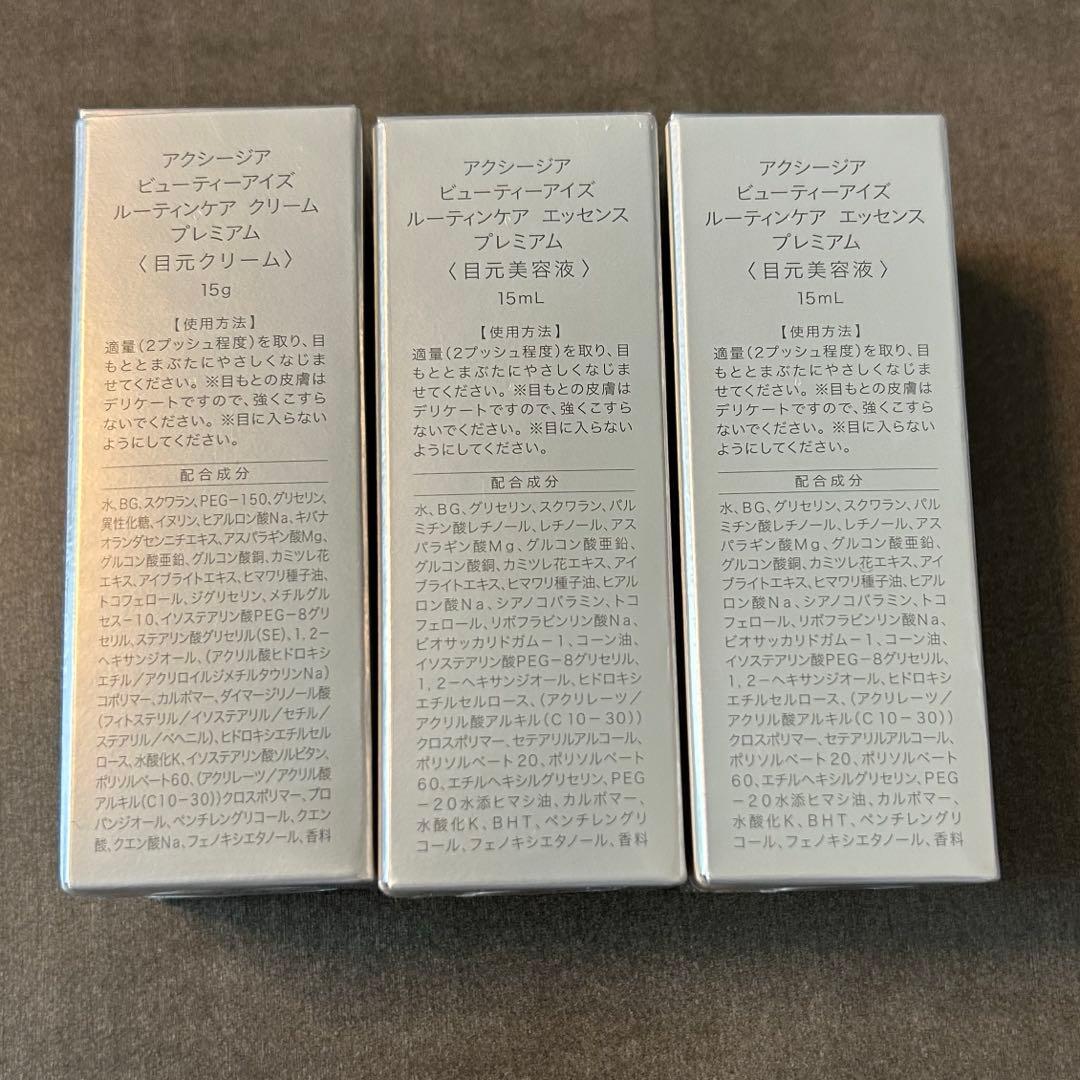 アクシージア
ビューティーアイズ
ルーティンケア クリーム
プレミアム
〈目元クリーム〉
15g
【使用方法】
適量(2プッシュ程度)を取り、目
もととまぶたにやさしくなじま
せてください。※目もとの皮膚は
デリケートですので、強くこすら
ないでください。※目に入らない
ようにしてください。
配合成分
水、BG、スクワラン、PEG-150、グリセリン、
異性化糖、イヌリン、ヒアルロン酸Na、キバナ
オランダセンニチエキス、アスパラギン酸Mg、
グルコン酸亜鉛、グルコン酸銅、カミツレ花
エキス、アイブライトエキス、ヒマワリ種子油、
トコフェロール、ジグリセリン、メチルグル
セス-10、イソステアリン酸PEG-8グリ
セリル、ステアリン酸グリセリル(SE)、1,2-
ヘキサンジオール、(アクリル酸ヒドロキシ
エチル/アクリロイルジメチルタウリンNa)
コポリマー、カルボマー、ダイマージリノール酸
(フィトステリル/イソステアリル/セチル/
ステアリル/ベヘニル)、ヒドロキシエチルセル
ロース、水酸化K、イソステアリン酸ソルビタン、
ポリソルベート60、(アクリレーツ/アクリル酸
アルキル(C10-30))クロスポリマー、プロ
パンジオール、ペンチレングリコール、クエン
酸、クエン酸Na、フェノキシエタノール、香料
アクシージア
ビューティーアイズ
ルーティンケア エッセンス
プレミアム
〈目元美容液〉
15mL
【使用方法】
適量(2プッシュ程度)を取り、目
もととまぶたにやさしくなじま
せてください。※目もとの皮膚は
デリケートですので、強くこすら
ないでください。※目に入らない
ようにしてください。
配合成分
水、BG、グリセリン、スクワラン、パル
ミチン酸レチノール、レチノール、アス
パラギン酸Mg、グルコン酸亜鉛、
グルコン酸銅、カミツレ花エキス、アイ
ブライトエキス、ヒマワリ種子油、ヒアル
ロン酸Na、シアノコバラミン、トコ
フェロール、リボフラビンリン酸Na、
ビオサッカリドガム-1、コーン油、
イソステアリン酸PEG-8グリセリル、
1,2-ヘキサンジオール、ヒドロキシ
エチルセルロース、(アクリレーツ/
アクリル酸アルキル(C10-30))
クロスポリマー、セテアリルアルコール、
ポリソルベート20、ポリソルベート
60、エチルヘキシルグリセリン、PEG
-20水添ヒマシ油、カルボマー、
水酸化K、BHT、ペンチレングリ
コール、フェノキシエタノール、香料
アクシージア
ビューティーアイズ
ルーティンケア エッセンス
プレミアム
〈目元美容液〉
15mL
【使用方法】
適量(2プッシュ程度)を取り、目
もととまぶたにやさしくなじま
せてください。※目もとの皮膚は
デリケートですので、強くこすら
ないでください。※目に入らない
ようにしてください。
配合成分
水、BG、グリセリン、スクワラン、パル
ミチン酸レチノール、レチノール、アス
パラギン酸Mg、グルコン酸亜鉛、
グルコン酸銅、カミツレ花エキス、アイ
ブライトエキス、ヒマワリ種子油、ヒアル
ロン酸Na、シアノコバラミン、トコ
フェロール、リボフラビンリン酸Na、
ビオサッカリドガム-1、コーン油、
イソステアリン酸PEG-8グリセリル、
1,2-ヘキサンジオール、ヒドロキシ
エチルセルロース、(アクリレーツ/
アクリル酸アルキル(C10-30))
クロスポリマー、セテアリルアルコール、
ポリソルベート20、ポリソルベート
60、エチルヘキシルグリセリン、PEG
-20水添ヒマシ油、カルボマー、
水酸化K、BHT、ペンチレングリ
コール、フェノキシエタノール、香料